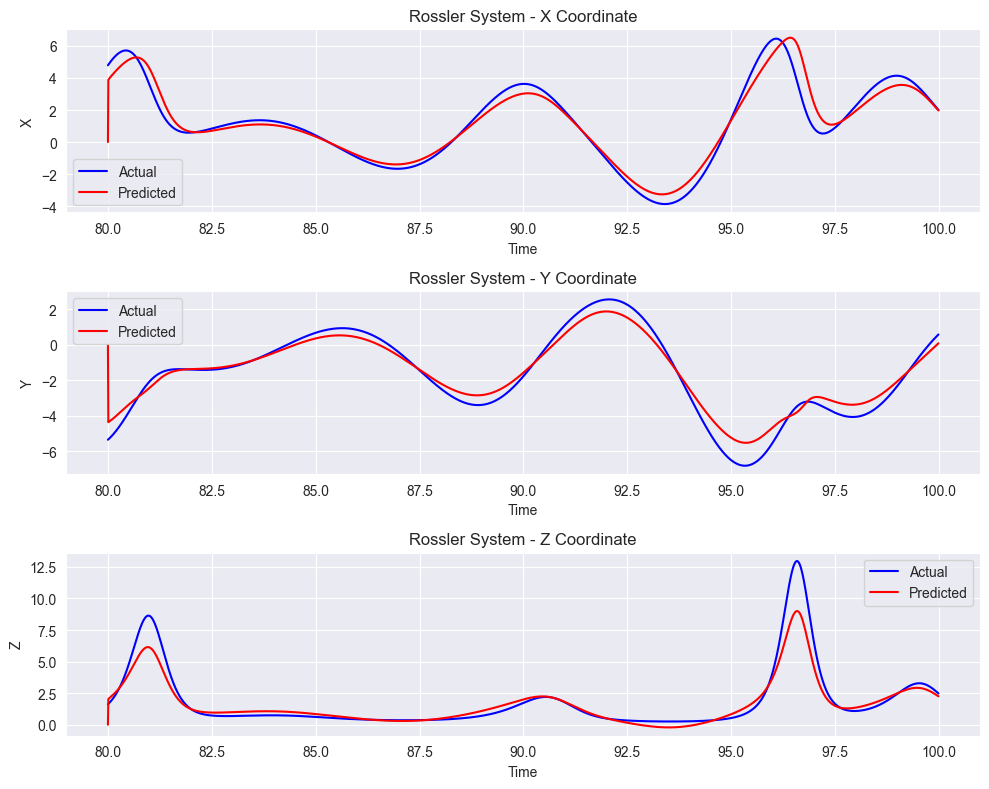 Rossler System - X Coordinate
6
4
2
0
−2
−4
X
Actual
Predicted
80.0 82.5 85.0 87.5 90.0 92.5 95.0 97.5 100.0
Time
Rossler System - Y Coordinate
2
0
−2
−4
−6
Y
Actual
Predicted
80.0 82.5 85.0 87.5 90.0 92.5 95.0 97.5 100.0
Time
Rossler System - Z Coordinate
12.5
10.0
7.5
5.0
2.5
0.0
Z
Actual
Predicted
80.0 82.5 85.0 87.5 90.0 92.5 95.0 97.5 100.0
Time